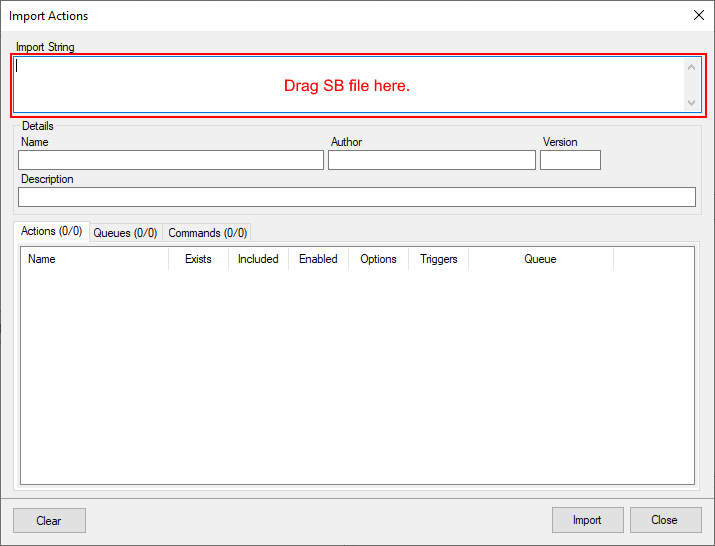 Import Actions
Import String
Drag SB file here.
Details
Name Author Version
Description
Actions (0/0) Queues (0/0) Commands (0/0)
Name Exists Included Enabled Options Triggers Queue
Clear Import Close